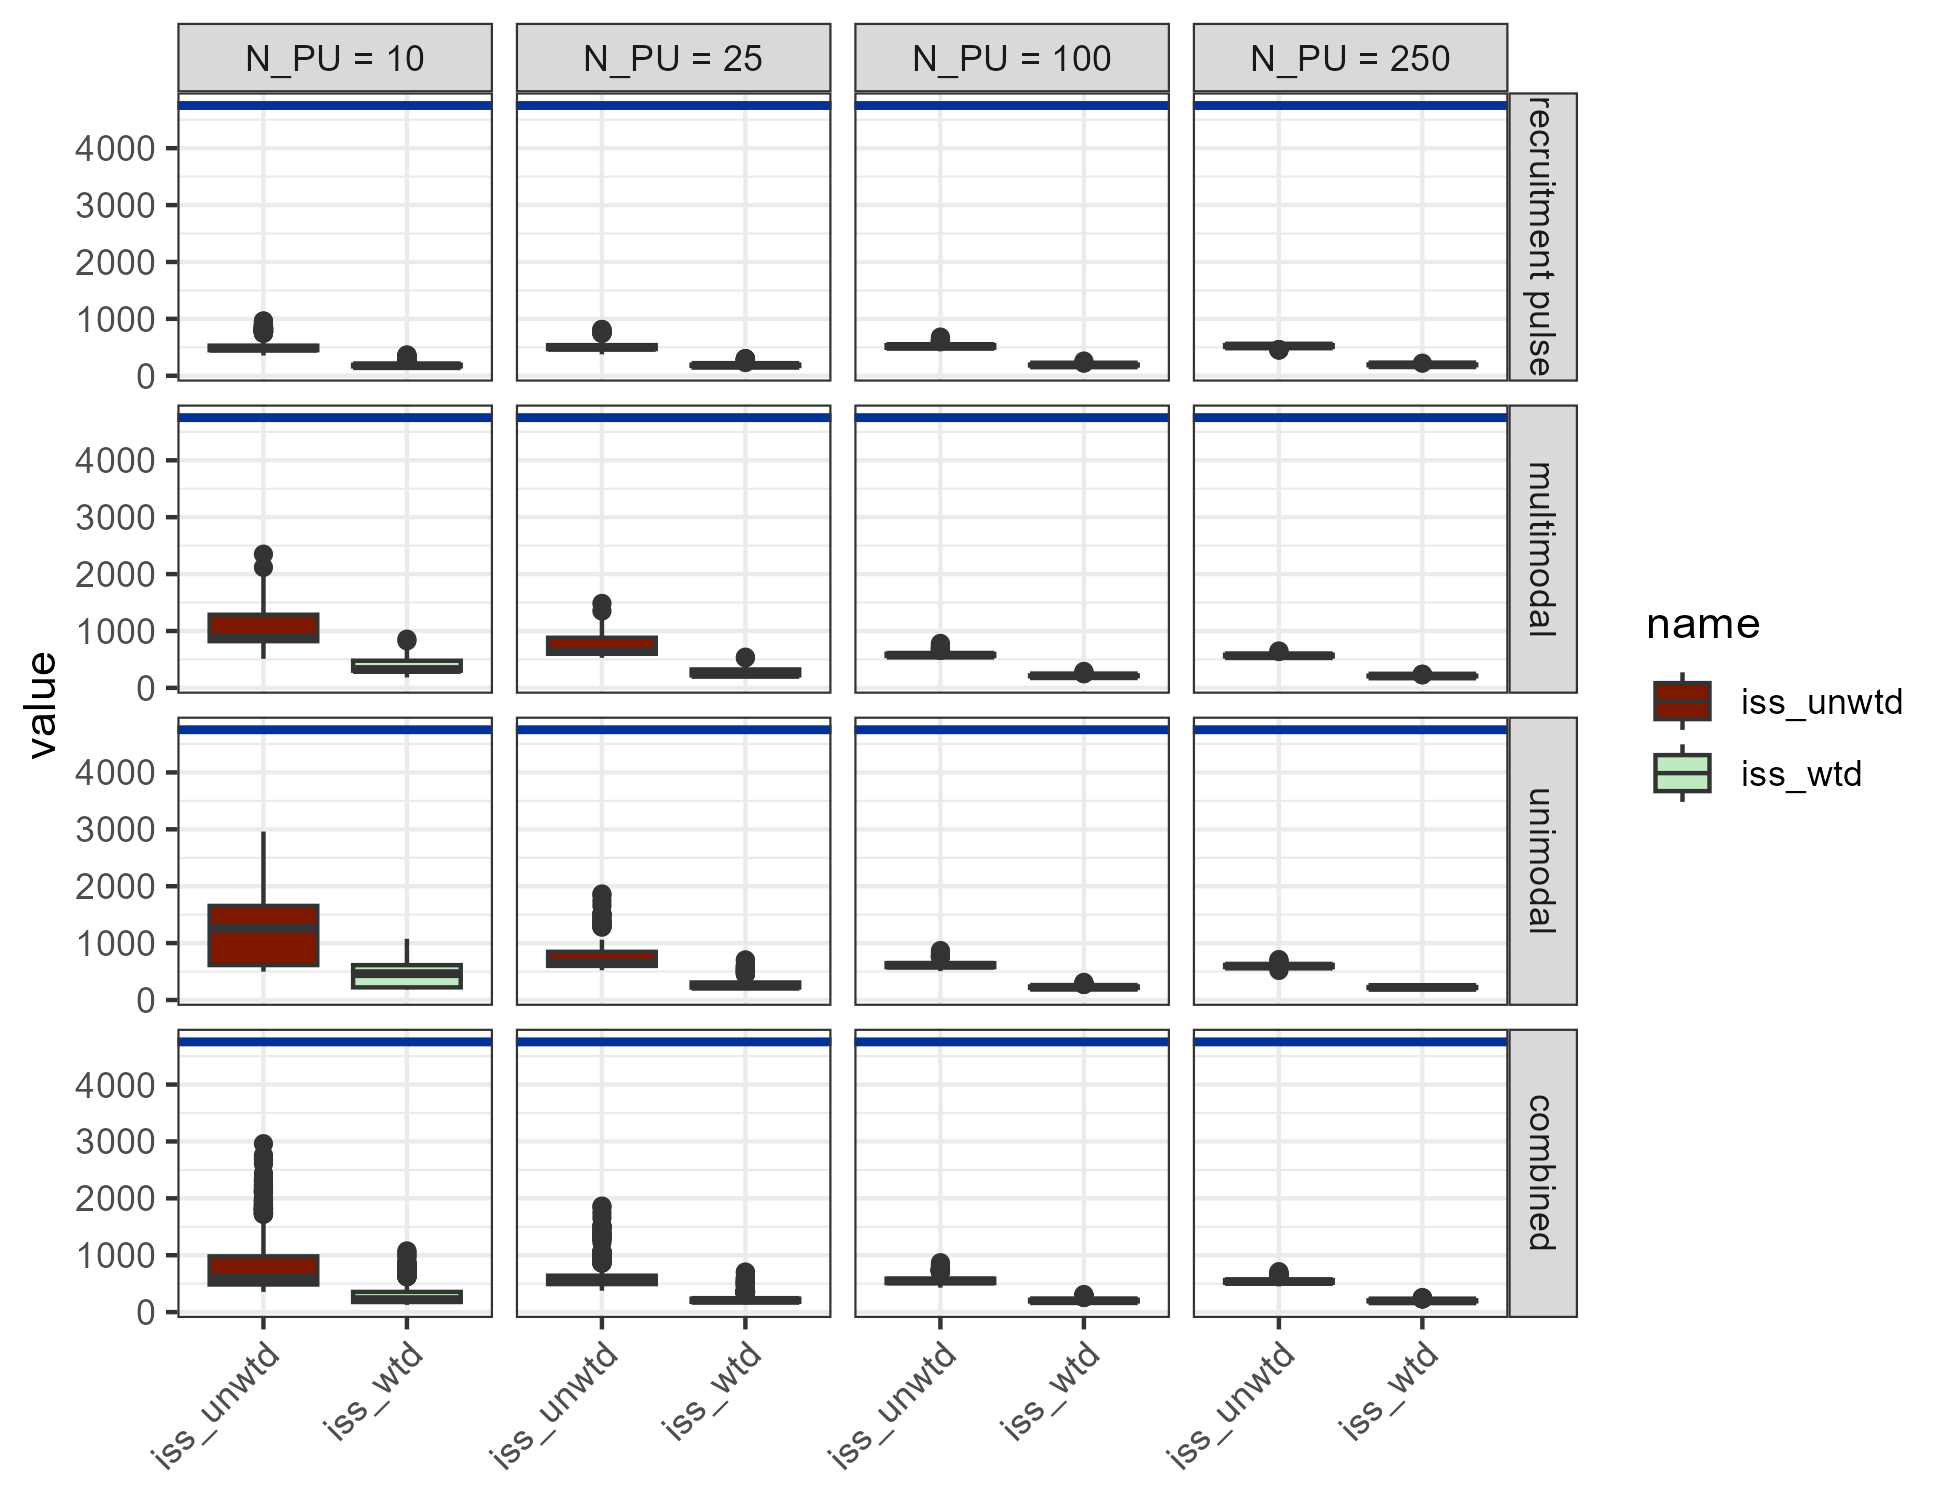 N_PU = 10
N_PU = 25
N_PU = 100
N_PU = 250
value
4000
3000
2000
1000
0
recruitment pulse
4000
3000
2000
1000
0
multimodal
4000
3000
2000
1000
0
unimodal
4000
3000
2000
1000
0
combined
iss_unwtd
iss_wtd
iss_unwtd
iss_wtd
iss_unwtd
iss_wtd
iss_unwtd
iss_wtd
name
iss_unwtd
iss_wtd